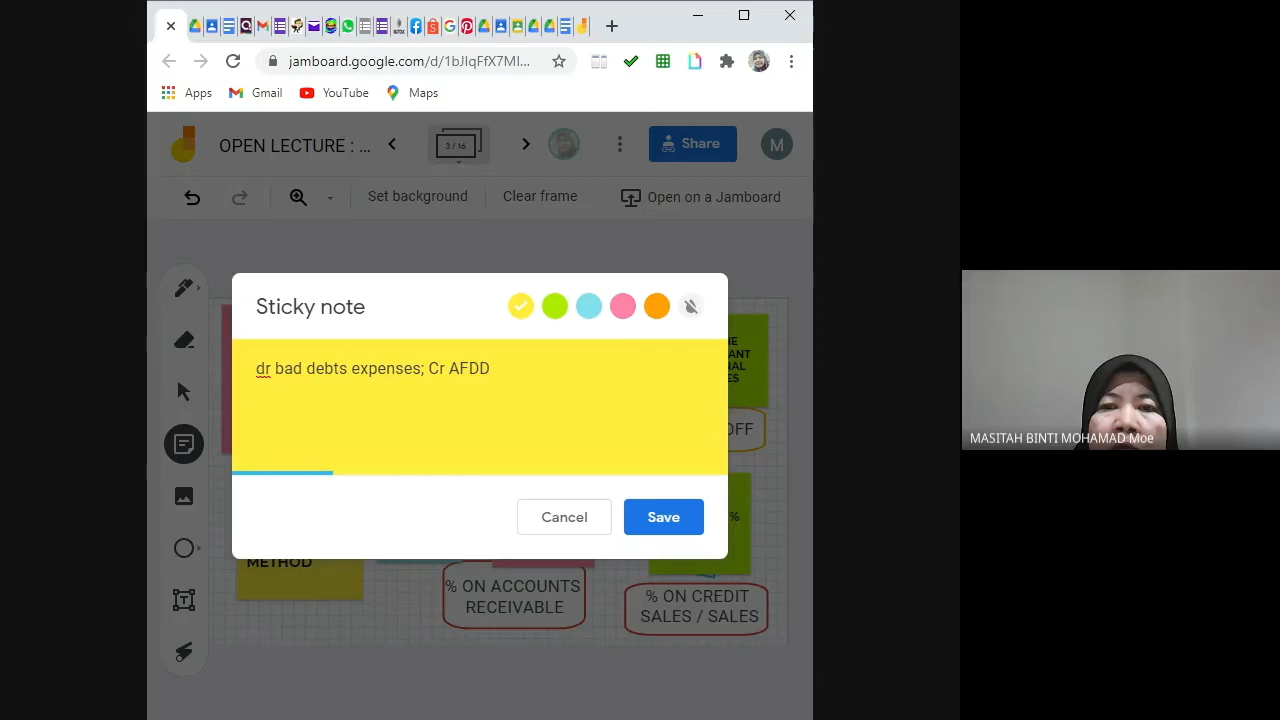 jamboard.google.com/d/1bJIqFfX7MI...
Apps
Gmail
YouTube
Maps
OPEN LECTURE : ...
3 / 16
Share
M
Set background
Clear frame
Open on a Jamboard
Sticky note
dr bad debts expenses; Cr AFDD
Cancel
Save
OFF
%
METHOD
% ON ACCOUNTS
RECEIVABLE
% ON CREDIT
SALES / SALES
MASITAH BINTI MOHAMAD Moe